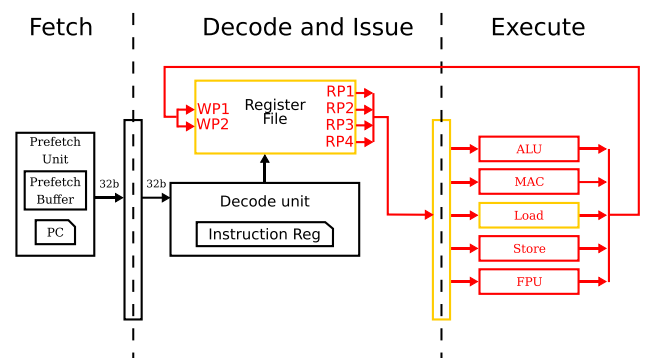 Fetch
Decode and Issue
Execute
Prefetch
Unit
Prefetch
Buffer
PC
32b
32b
WP1
WP2
Register
File
RP1
RP2
RP3
RP4
Decode unit
Instruction Reg
ALU
MAC
Load
Store
FPU